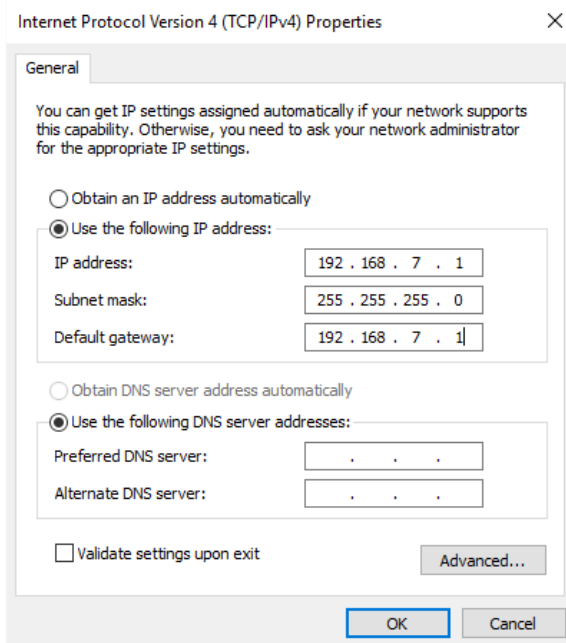 Internet Protocol Version 4 (TCP/IPv4) Properties
General
You can get IP settings assigned automatically if your network supports
this capability. Otherwise, you need to ask your network administrator
for the appropriate IP settings.
Obtain an IP address automatically
Use the following IP address:
IP address: 192 . 168 . 7 . 1
Subnet mask: 255 . 255 . 255 . 0
Default gateway: 192 . 168 . 7 . 1
Obtain DNS server address automatically
Use the following DNS server addresses:
Preferred DNS server: . . .
Alternate DNS server: . . .
Validate settings upon exit
Advanced...
OK Cancel